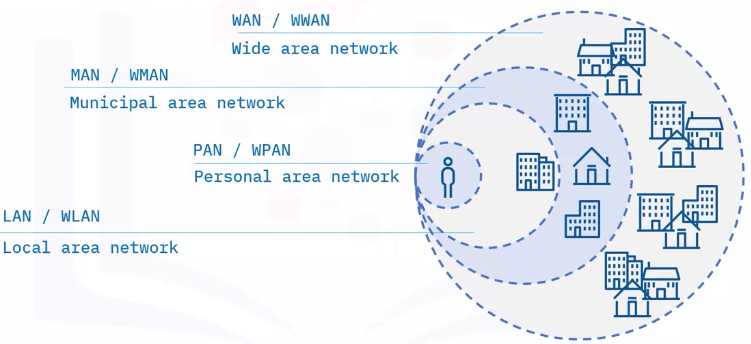 WAN / WWAN
Wide area network
MAN / WMAN
Municipal area network
PAN / WPAN
Personal area network
LAN / WLAN
Local area network